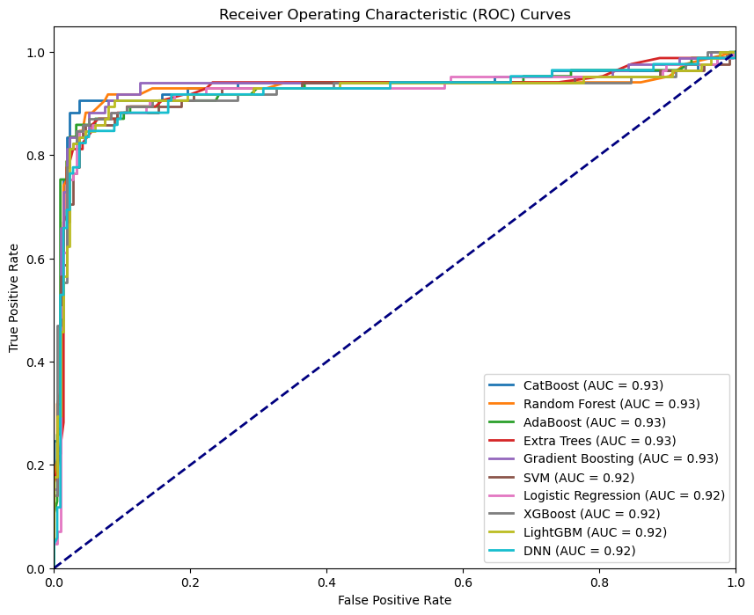 Receiver Operating Characteristic (ROC) Curves
True Positive Rate
1.0
0.8
0.6
0.4
0.2
0.0
CatBoost (AUC = 0.93)
Random Forest (AUC = 0.93)
AdaBoost (AUC = 0.93)
Extra Trees (AUC = 0.93)
Gradient Boosting (AUC = 0.93)
SVM (AUC = 0.92)
Logistic Regression (AUC = 0.92)
XGBoost (AUC = 0.92)
LightGBM (AUC = 0.92)
DNN (AUC = 0.92)
0.0 0.2 0.4 0.6 0.8 1.0
False Positive Rate